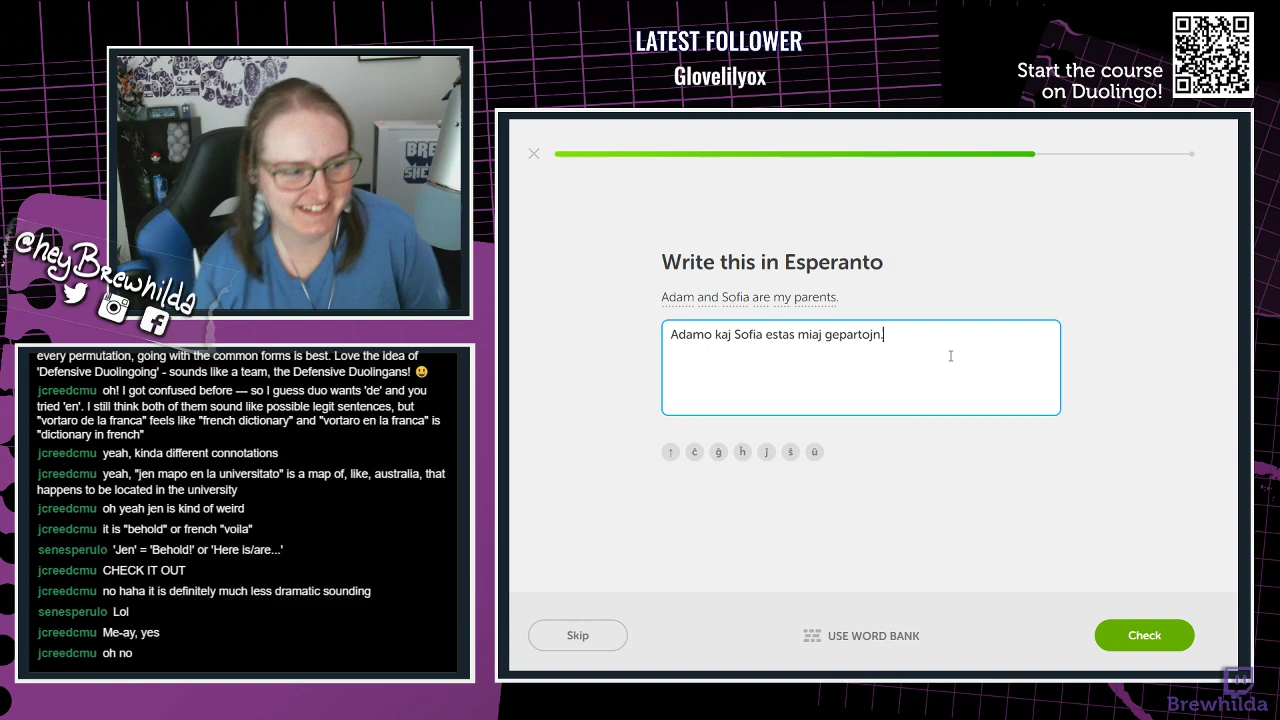 LATEST FOLLOWER
Glovelilyox
Start the course
on Duolingo!
BRE
SHE
@heyBrewhilda
Write this in Esperanto
Adam and Sofia are my parents.
Adamo kaj Sofia estas miaj gepartojn.
↑ ĉ ĝ ĥ ĵ ŝ ŭ
Skip
USE WORD BANK
Check
every permutation, going with the common forms is best. Love the idea of
'Defensive Duolingoing' - sounds like a team, the Defensive Duolingans!
jcreedcmu oh! I got confused before --- so I guess duo wants 'de' and you
tried 'en'. I still think both of them sound like possible legit sentences, but
"vortaro de la franca" feels like "french dictionary" and "vortaro en la franca" is
"dictionary in french"
jcreedcmu yeah, kinda different connotations
jcreedcmu yeah, "jen mapo en la universitato" is a map of, like, australia, that
happens to be located in the university
jcreedcmu oh yeah jen is kind of weird
jcreedcmu it is "behold" or french "voila"
senesperulo 'Jen' = 'Behold!' or 'Here is/are...'
jcreedcmu CHECK IT OUT
jcreedcmu no haha it is definitely much less dramatic sounding
senesperulo Lol
jcreedcmu Me-ay, yes
jcreedcmu oh no
Brewhilda